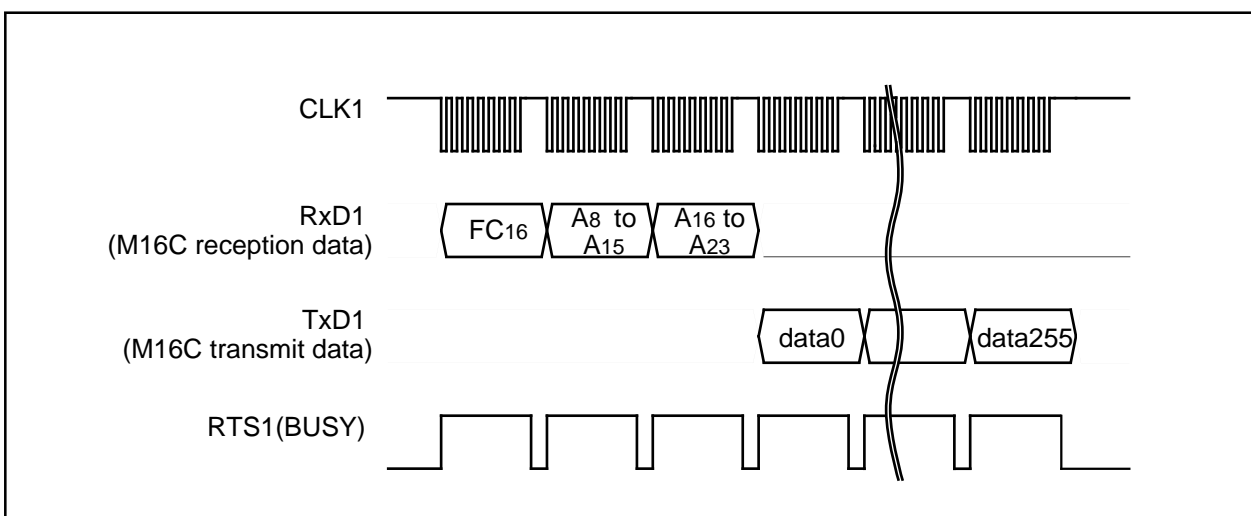 CLK1
RxD1
(M16C reception data)
FC16
A8 to
A15
A16 to
A23
TxD1
(M16C transmit data)
data0
data255
RTS1(BUSY)